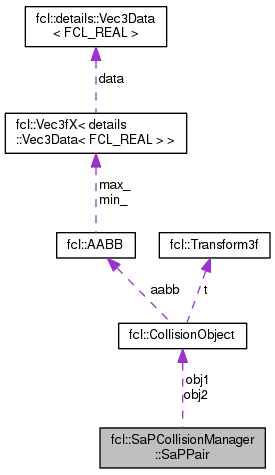 fcl::details::Vec3Data
< FCL_REAL >
data
fcl::Vec3fX< details
::Vec3Data< FCL_REAL > >
max_
min_
fcl::AABB
fcl::Transform3f
aabb
t
fcl::CollisionObject
obj1
obj2
fcl::SaPCollisionManager
::SaPPair